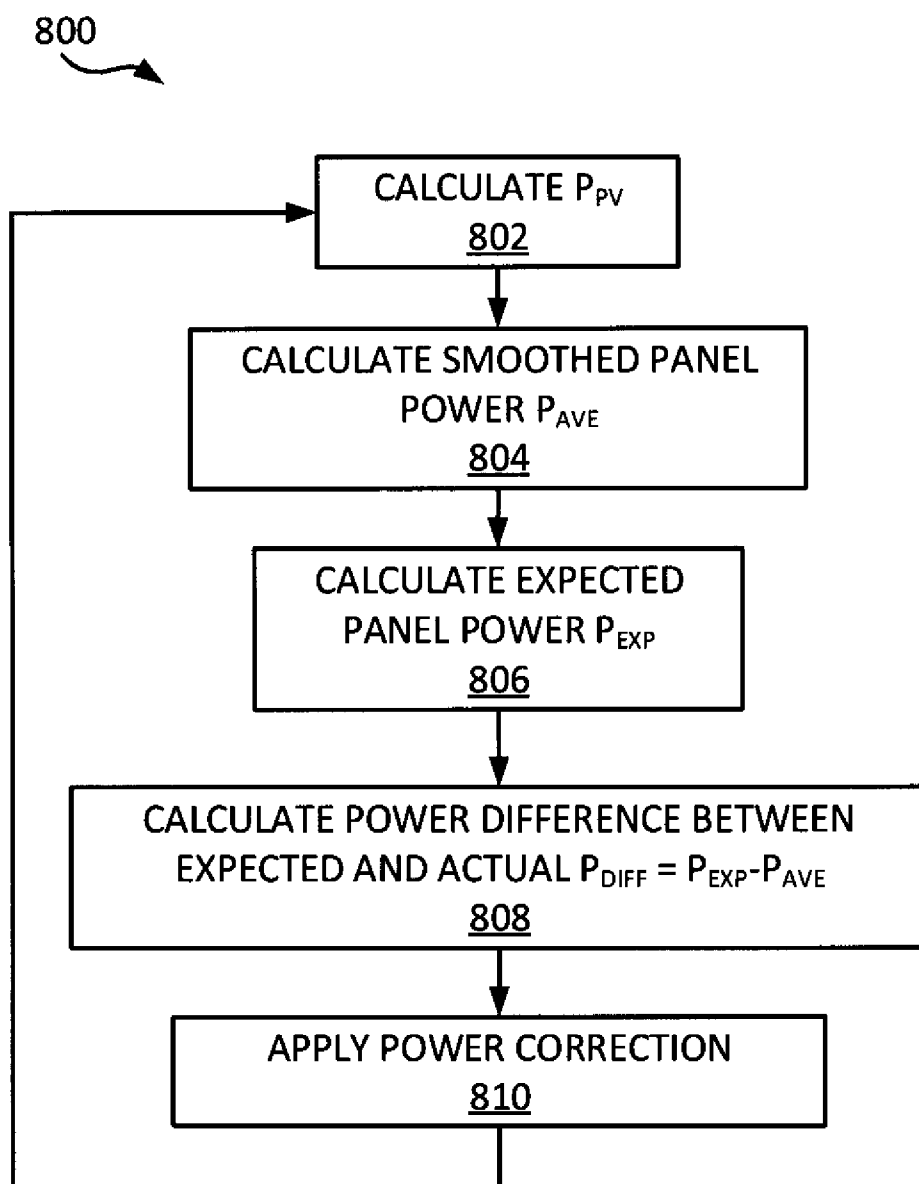 800
CALCULATE P_PV
802
CALCULATE SMOOTHED PANEL
POWER P_AVE
804
CALCULATE EXPECTED
PANEL POWER P_EXP
806
CALCULATE POWER DIFFERENCE BETWEEN
EXPECTED AND ACTUAL P_DIFF = P_EXP-P_AVE
808
APPLY POWER CORRECTION
810